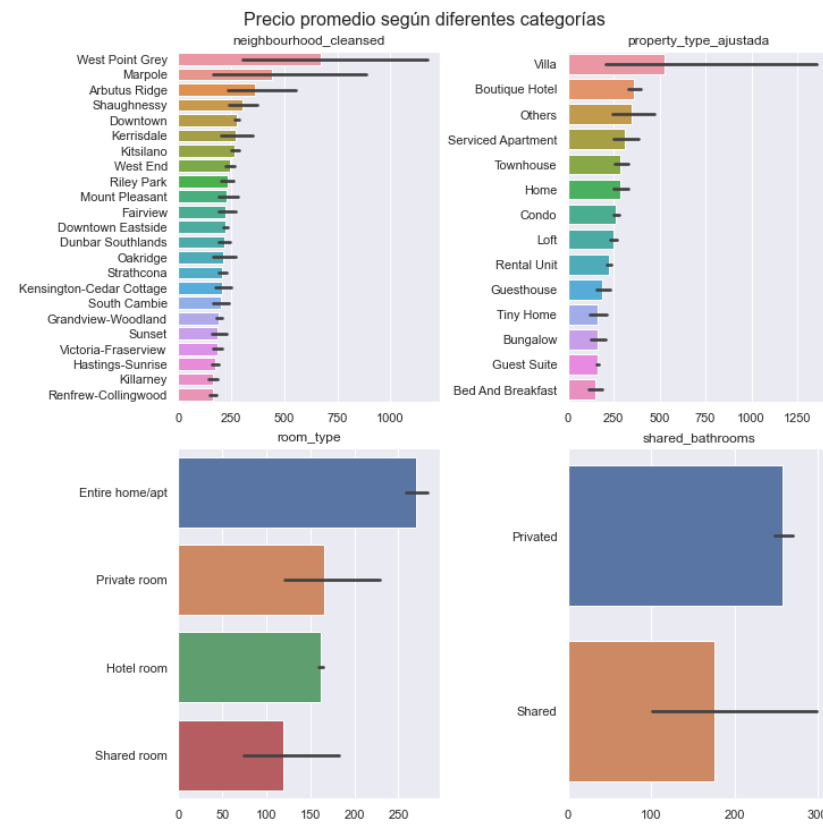 Precio promedio según diferentes categorías
neighbourhood_cleansed
West Point Grey
Marpole
Arbutus Ridge
Shaughnessy
Downtown
Kerrisdale
Kitsilano
West End
Riley Park
Mount Pleasant
Fairview
Downtown Eastside
Dunbar Southlands
Oakridge
Strathcona
Kensington-Cedar Cottage
South Cambie
Grandview-Woodland
Sunset
Victoria-Fraserview
Hastings-Sunrise
Killarney
Renfrew-Collingwood
0 250 500 750 1000
property_type_ajustada
Villa
Boutique Hotel
Others
Serviced Apartment
Townhouse
Home
Condo
Loft
Rental Unit
Guesthouse
Tiny Home
Bungalow
Guest Suite
Bed And Breakfast
0 250 500 750 1000 1250
room_type
Entire home/apt
Private room
Hotel room
Shared room
0 50 100 150 200 250
shared_bathrooms
Privated
Shared
0 100 200 300